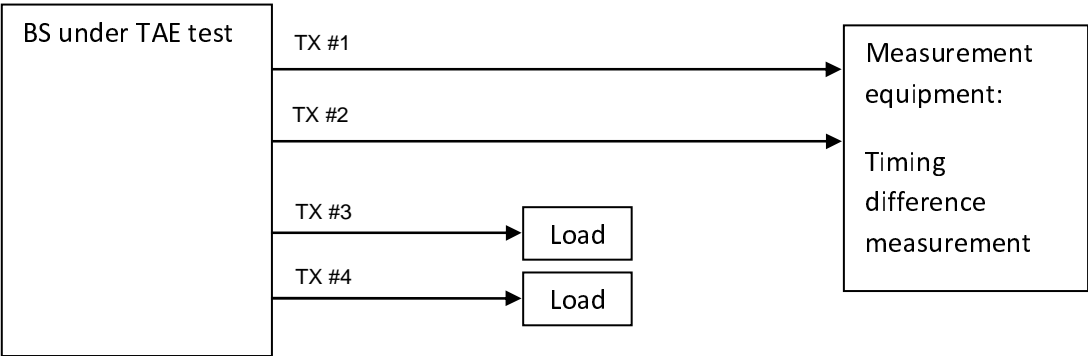 BS under TAE test
TX #1
TX #2
TX #3
TX #4
Load
Load
Measurement
equipment:
Timing
difference
measurement